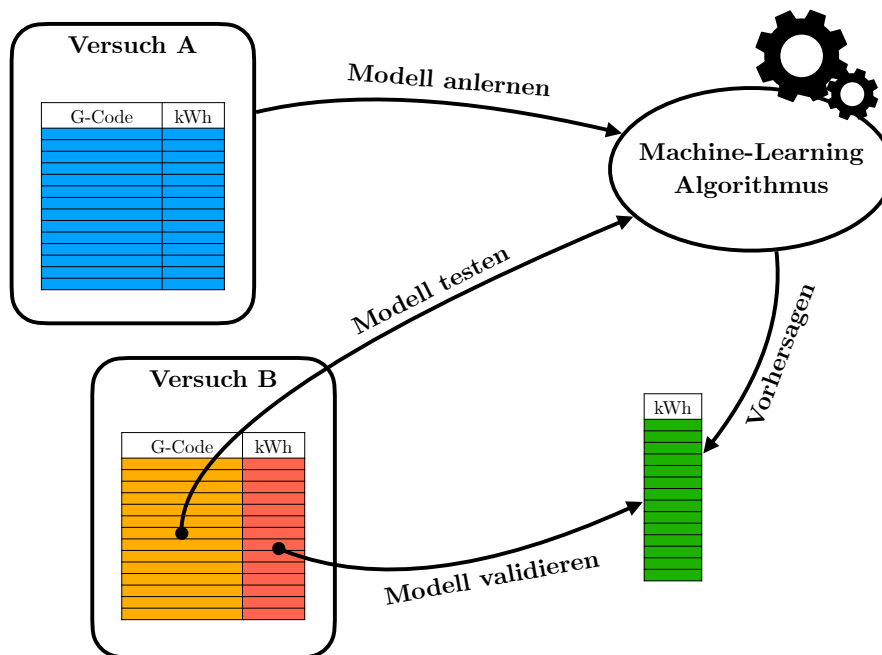 Versuch A
G-Code kWh
Modell anlernen
Machine-Learning
Algorithmus
Modell testen
Vorhersagen
Versuch B
G-Code kWh
kWh
Modell validieren